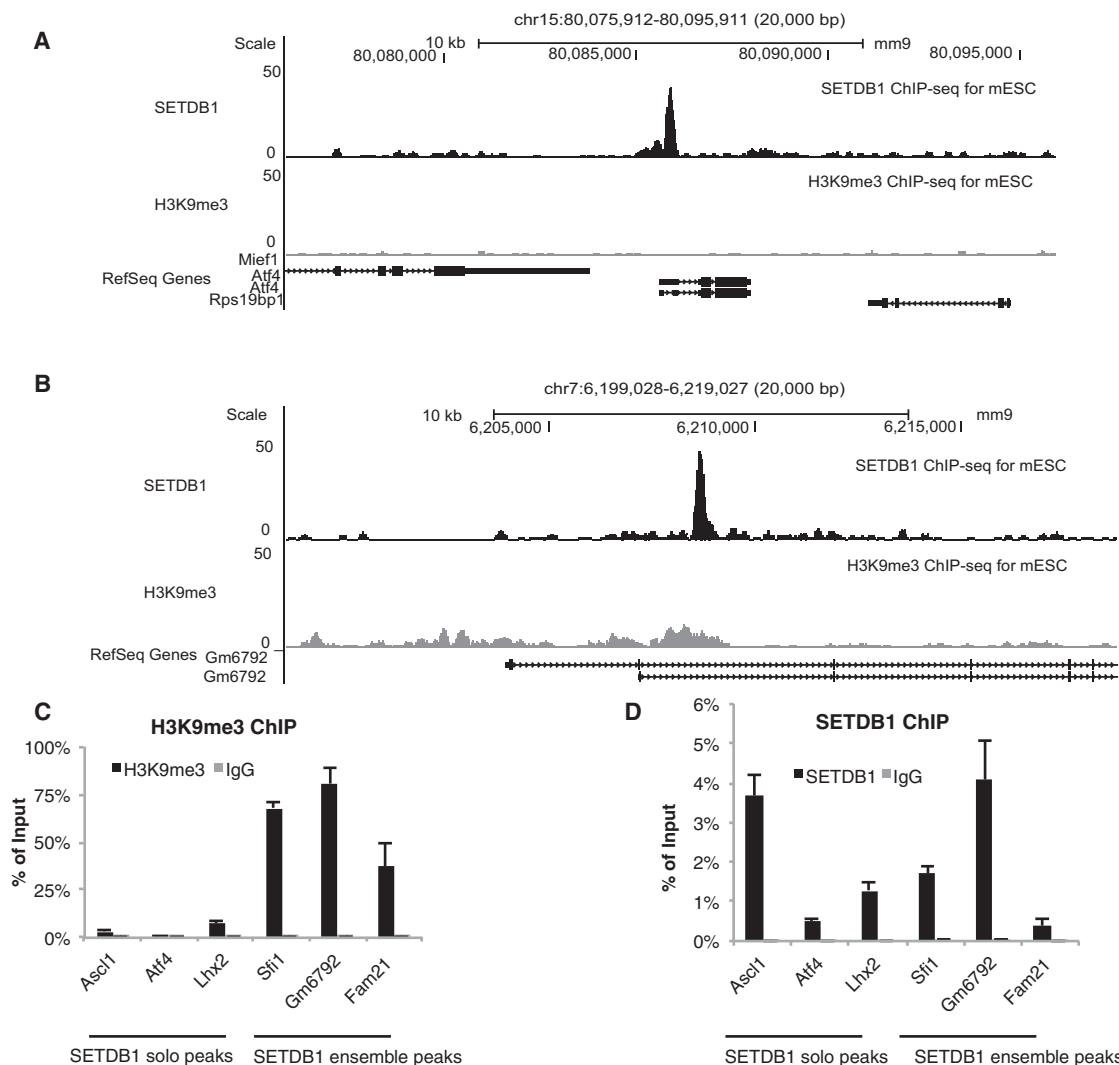 A
chr15:80,075,912-80,095,911 (20,000 bp)
Scale 10 kb mm9
80,080,000 80,085,000 80,090,000 80,095,000
50
SETDB1 ChIP-seq for mESC
SETDB1
0
50
H3K9me3 ChIP-seq for mESC
H3K9me3
0
Mief1
RefSeq Genes Atf4
Atf4
Rps19bp1
B
chr7:6,199,028-6,219,027 (20,000 bp)
Scale 10 kb mm9
6,205,000 6,210,000 6,215,000
50
SETDB1 ChIP-seq for mESC
SETDB1
0
50
H3K9me3 ChIP-seq for mESC
H3K9me3
0
RefSeq Genes Gm6792
Gm6792
C
H3K9me3 ChIP
100%
H3K9me3 IgG
75%
50%
25%
0%
% of Input
Ascl1 Atf4 Lhx2 Sfi1 Gm6792 Fam21
SETDB1 solo peaks SETDB1 ensemble peaks
D
6%
SETDB1 ChIP
5%
SETDB1 IgG
4%
3%
2%
1%
0%
% of Input
Ascl1 Atf4 Lhx2 Sfi1 Gm6792 Fam21
SETDB1 solo peaks SETDB1 ensemble peaks